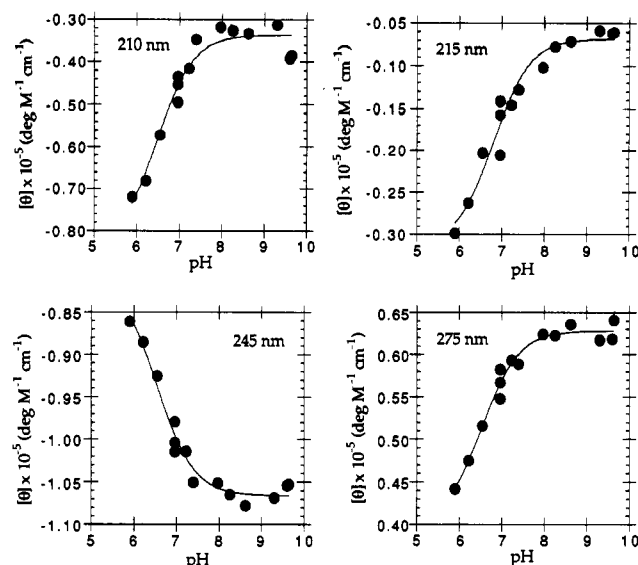 -0.30
-0.40
-0.50
-0.60
-0.70
-0.80
[θ] x 10⁻⁵ (deg M⁻¹ cm⁻¹)
210 nm
5 6 7 8 9 10
pH
-0.05
-0.10
-0.15
-0.20
-0.25
-0.30
[θ] x 10⁻⁵ (deg M⁻¹ cm⁻¹)
215 nm
5 6 7 8 9 10
pH
-0.85
-0.90
-0.95
-1.00
-1.05
-1.10
[θ] x 10⁻⁵ (deg M⁻¹ cm⁻¹)
245 nm
5 6 7 8 9 10
pH
0.65
0.60
0.55
0.50
0.45
0.40
[θ] x 10⁻⁵ (deg M⁻¹ cm⁻¹)
275 nm
5 6 7 8 9 10
pH